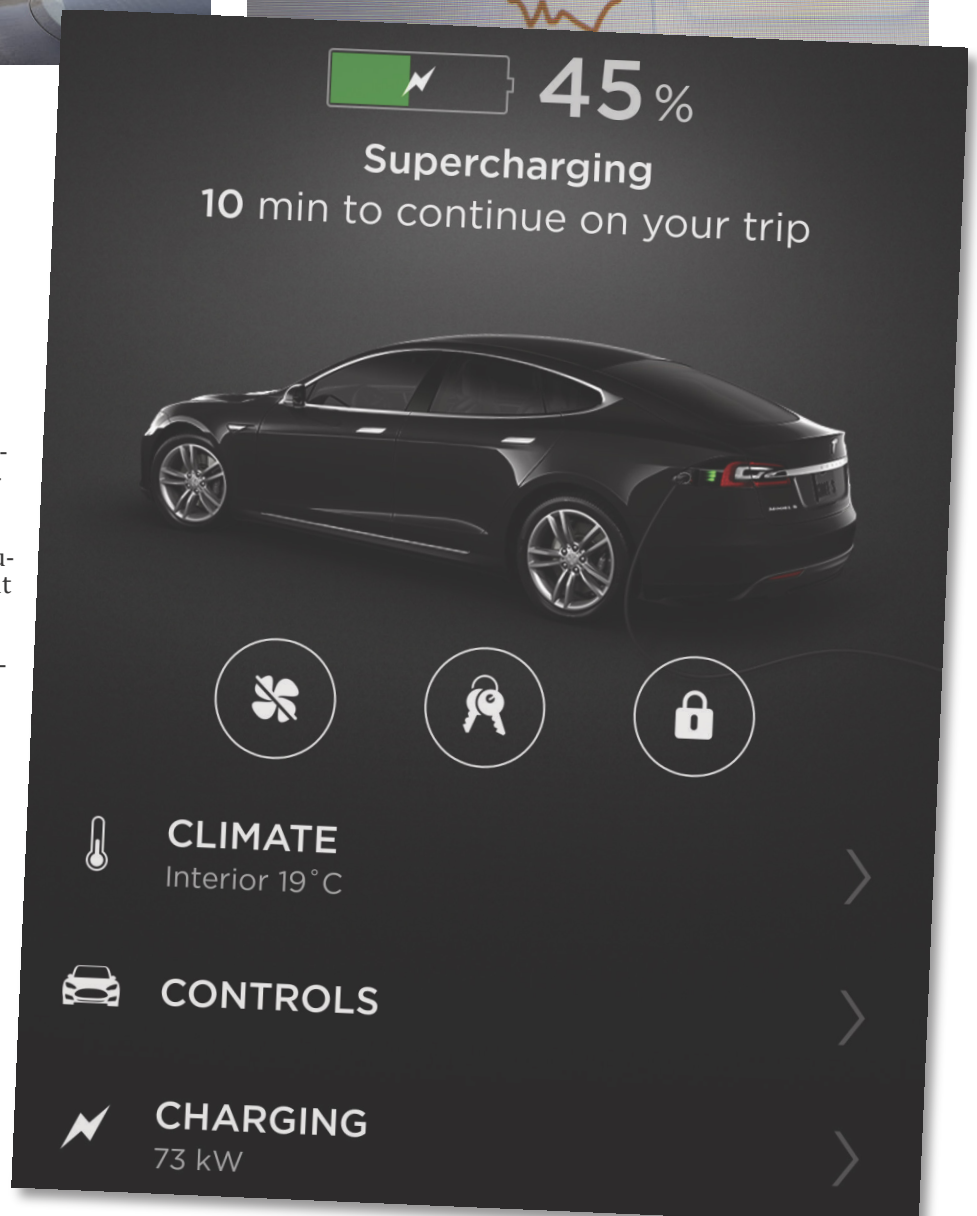 45 %
Supercharging
10 min to continue on your trip
CLIMATE
Interior 19°C
CONTROLS
CHARGING
73 kW